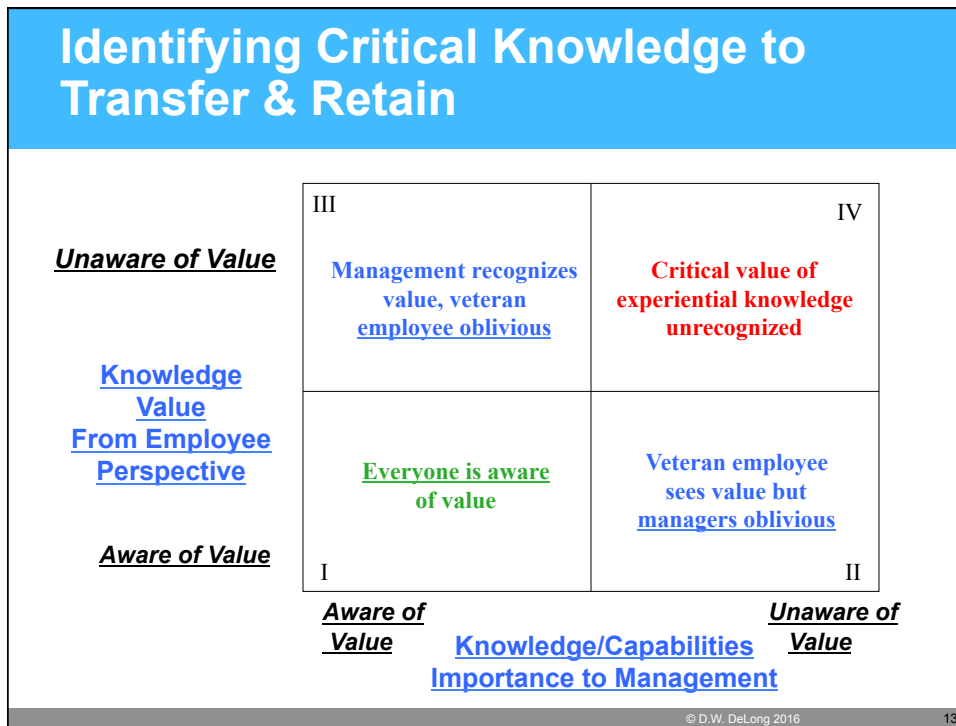 Identifying Critical Knowledge to
Transfer & Retain
III
IV
Unaware of Value
Management recognizes
value, veteran
employee oblivious
Critical value of
experiential knowledge
unrecognized
Knowledge
Value
From Employee
Perspective
Everyone is aware
of value
Veteran employee
sees value but
managers oblivious
Aware of Value
I
II
Aware of
Value
Unaware of
Value
Knowledge/Capabilities
Importance to Management
© D.W. DeLong 2016
13